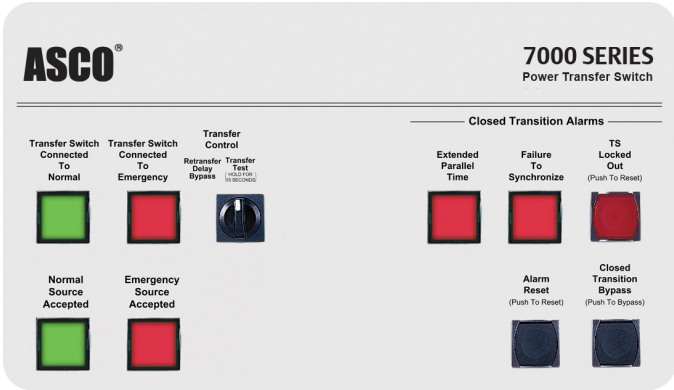 ASCO®
7000 SERIES
Power Transfer Switch
Closed Transition Alarms
Transfer Switch
Connected
To
Normal
Transfer Switch
Connected
To
Emergency
Transfer
Control
Retransfer
Delay
Bypass
Transfer
Test
(HOLD FOR
15 SECONDS)
Extended
Parallel
Time
Failure
To
Synchronize
TS
Locked
Out
(Push To Reset)
Normal
Source
Accepted
Emergency
Source
Accepted
Alarm
Reset
(Push To Reset)
Closed
Transition
Bypass
(Push To Bypass)